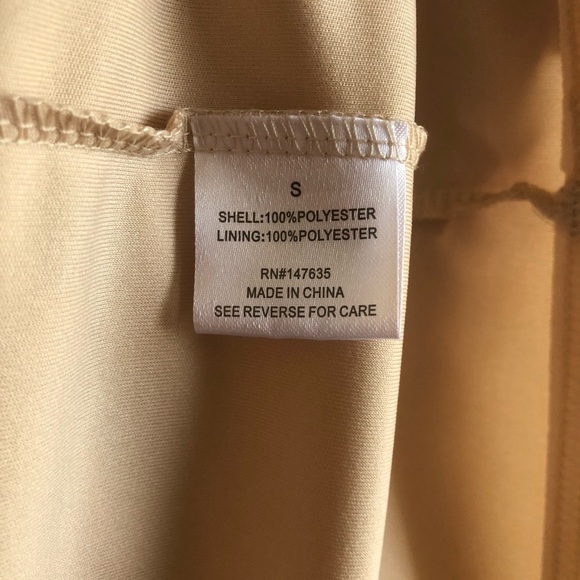 S
SHELL:100%POLYESTER
LINING:100%POLYESTER
RN#147635
MADE IN CHINA
SEE REVERSE FOR CARE